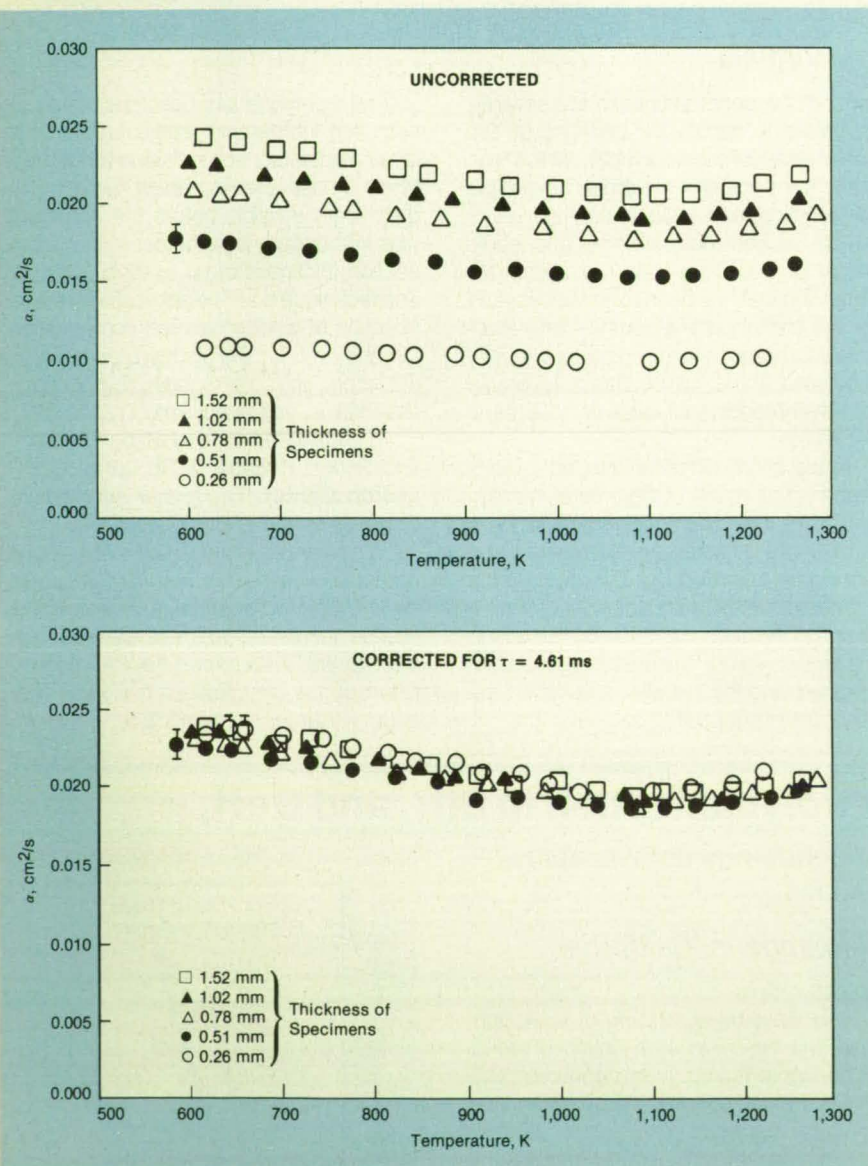 UNCORRECTED
0.030
0.025
0.020
0.015
0.010
0.005
0.000
α, cm²/s
□ 1.52 mm
▲ 1.02 mm
△ 0.78 mm
● 0.51 mm
○ 0.26 mm
Thickness of
Specimens
500 600 700 800 900 1,000 1,100 1,200 1,300
Temperature, K
CORRECTED FOR τ = 4.61 ms
0.030
0.025
0.020
0.015
0.010
0.005
0.000
α, cm²/s
□ 1.52 mm
▲ 1.02 mm
△ 0.78 mm
● 0.51 mm
○ 0.26 mm
Thickness of
Specimens
500 600 700 800 900 1,000 1,100 1,200 1,300
Temperature, K